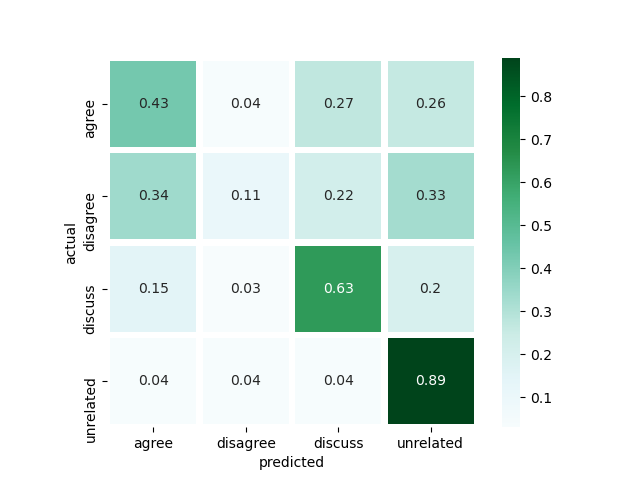 0.43 0.04 0.27 0.26
0.34 0.11 0.22 0.33
0.15 0.03 0.63 0.2
0.04 0.04 0.04 0.89
agree
disagree
discuss
unrelated
actual
agree disagree discuss unrelated
predicted
0.8
0.7
0.6
0.5
0.4
0.3
0.2
0.1